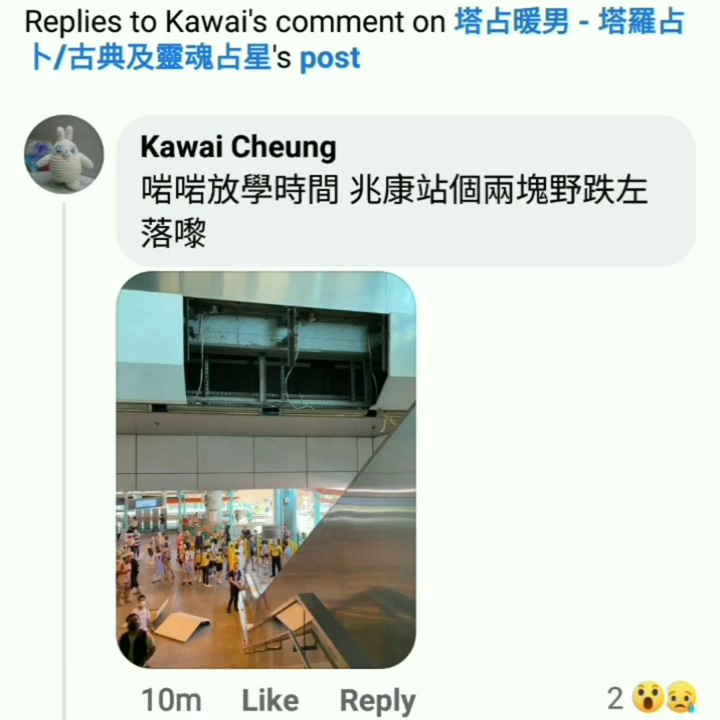 Replies to Kawai's comment on 塔占暖男 - 塔羅占
卜/古典及靈魂占星's post
Kawai Cheung
啱啱放學時間 兆康站個兩塊野跌左
落嚟
10m Like Reply 2